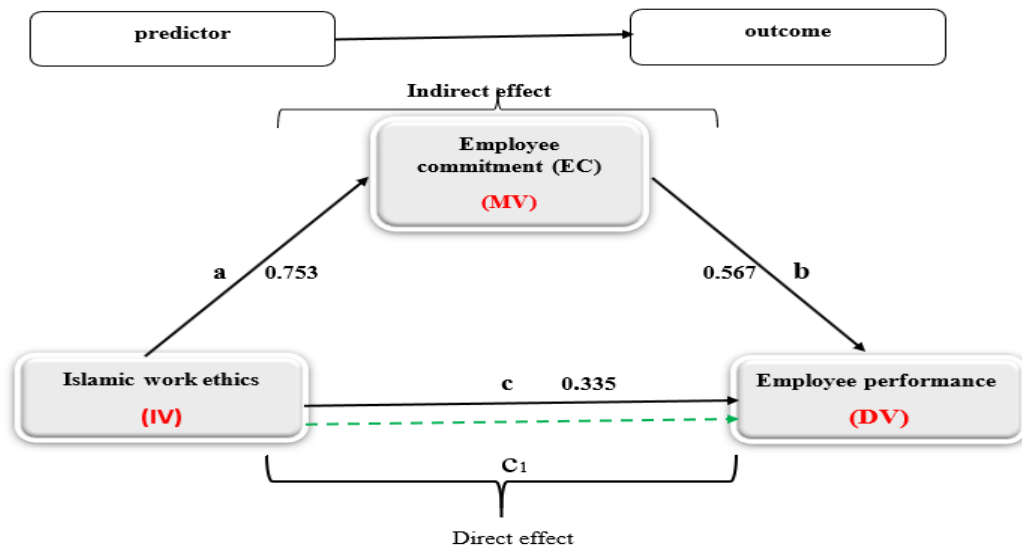 predictor
outcome
Indirect effect
Employee
commitment (EC)
(MV)
a
0.753
0.567
b
Islamic work ethics
(IV)
c
0.335
Employee performance
(DV)
C1
Direct effect